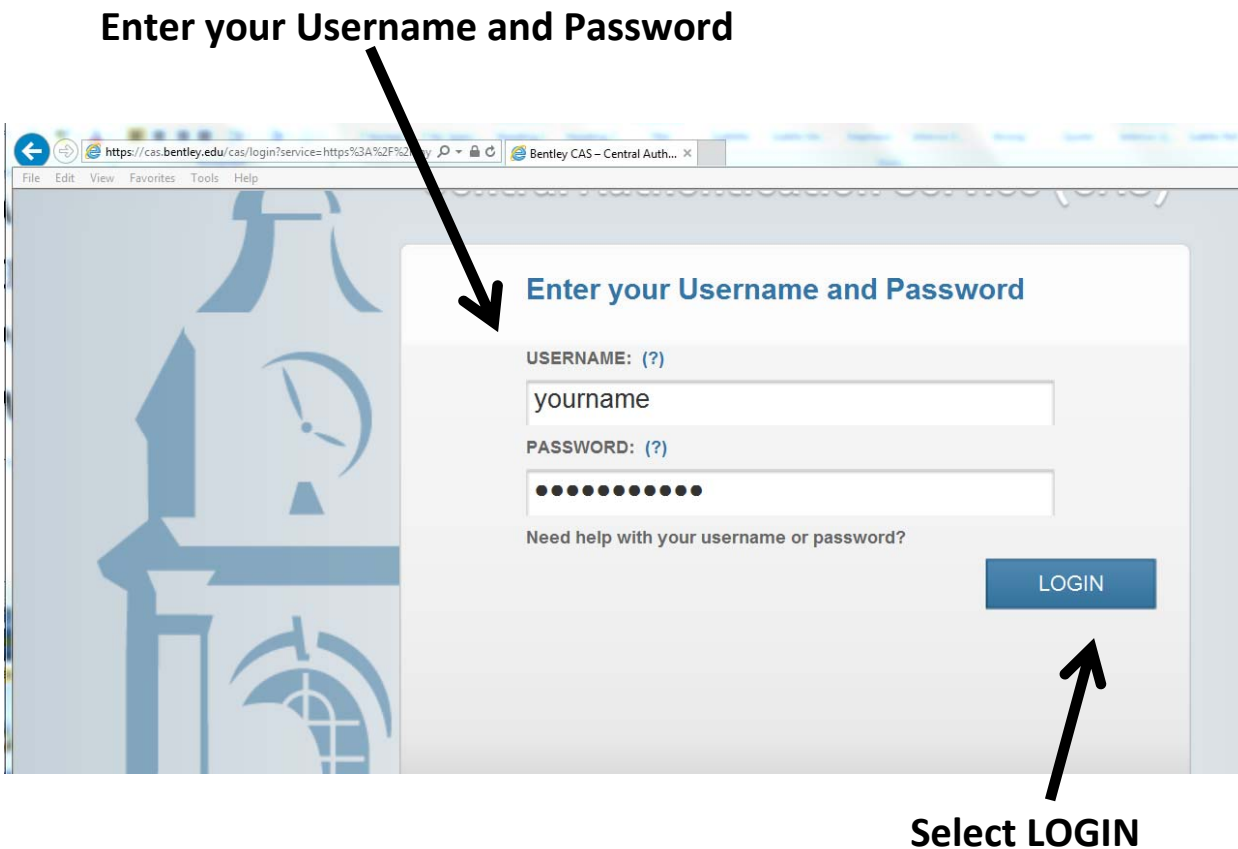 Enter your Username and Password
https://cas.bentley.edu/cas/login?service=https%3A%2F%2
Bentley CAS – Central Auth...
File Edit View Favorites Tools Help
Enter your Username and Password
USERNAME: (?)
yourname
PASSWORD: (?)
●●●●●●●●●●●
Need help with your username or password?
LOGIN
Select LOGIN